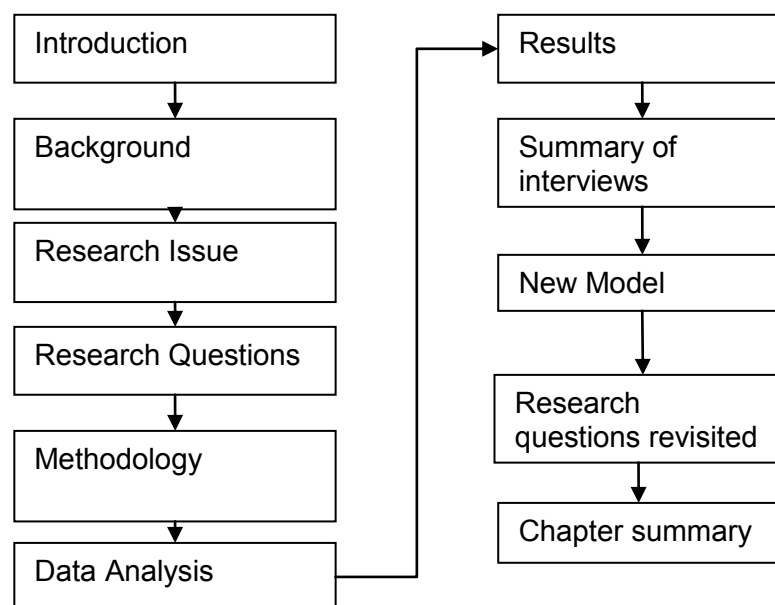 Introduction
Background
Research Issue
Research Questions
Methodology
Data Analysis
Results
Summary of
interviews
New Model
Research
questions revisited
Chapter summary